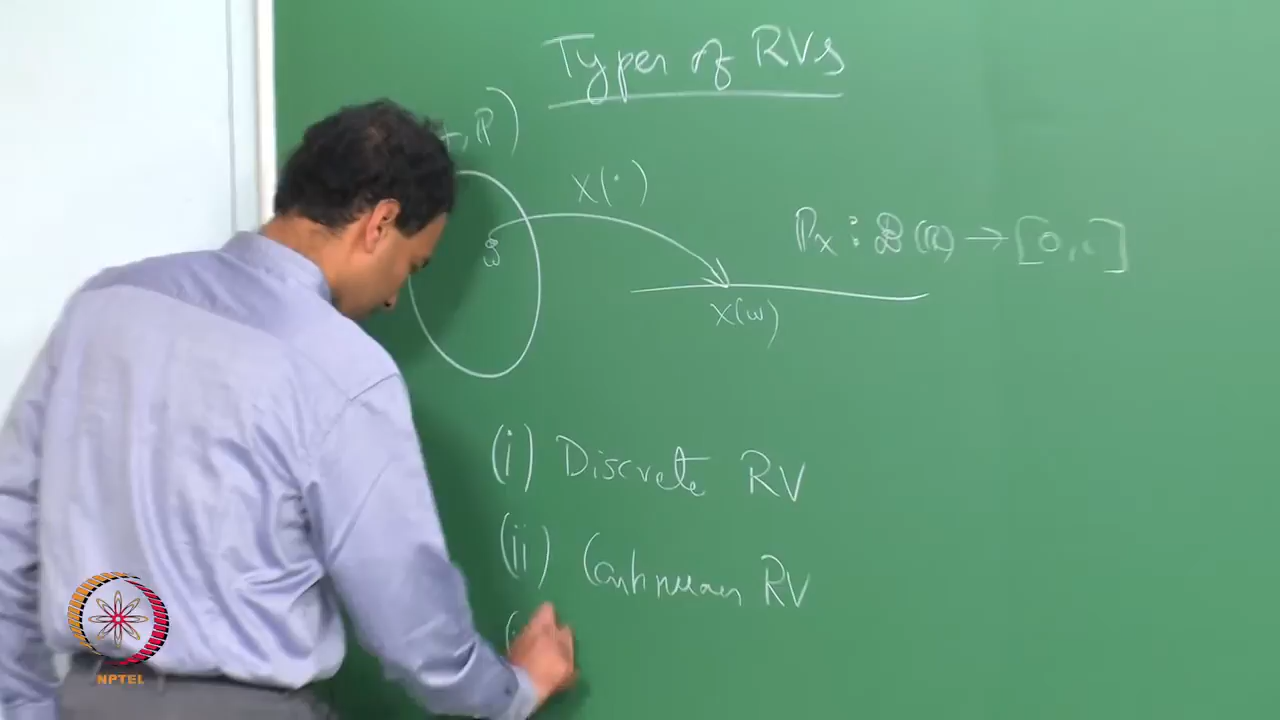 Types of RVs
, ℙ)
X(·)
ω
ℙ_X : ℬ(ℝ) → [0,1]
X(ω)
(i) Discrete RV
(ii) Continuous RV
(
NPTEL